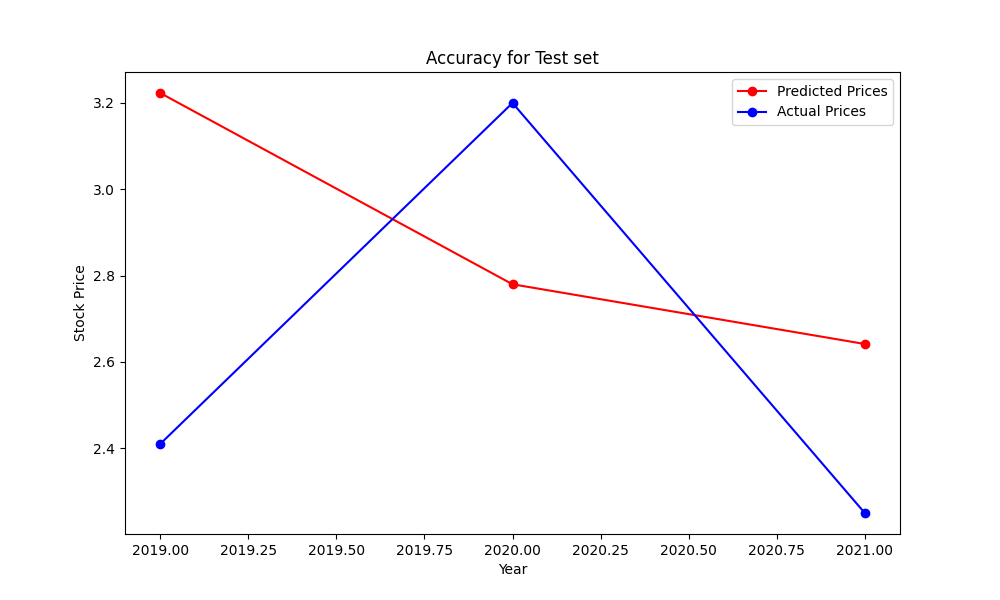 Accuracy for Test set
Predicted Prices
Actual Prices
3.2
3.0
2.8
2.6
2.4
Stock Price
2019.00 2019.25 2019.50 2019.75 2020.00 2020.25 2020.50 2020.75 2021.00
Year